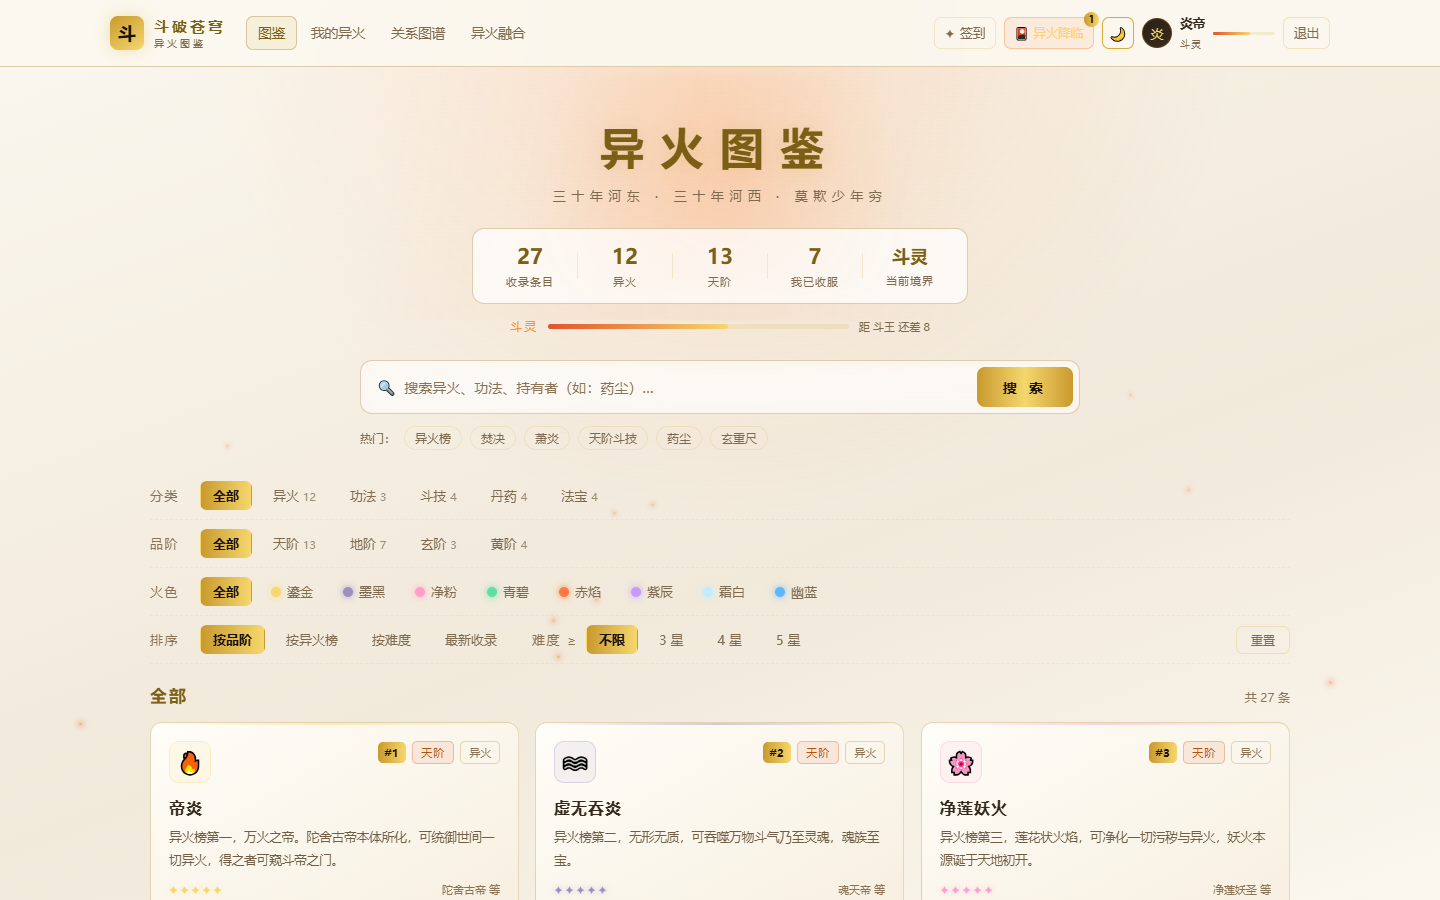 斗 斗破苍穹 异火图鉴 图鉴 我的异火 关系图谱 异火融合 ✦ 签到 异火降临 1 炎 炎帝 斗灵 退出
异火图鉴
三十年河东 · 三十年河西 · 莫欺少年穷
27 12 13 7 斗灵
收录条目 异火 天阶 我已收服 当前境界
斗灵 距 斗王 还差 8
搜索异火、功法、持有者（如：药尘）... 搜 索
热门： 异火榜 焚决 萧炎 天阶斗技 药尘 玄重尺
分类 全部 异火 12 功法 3 斗技 4 丹药 4 法宝 4
品阶 全部 天阶 13 地阶 7 玄阶 3 黄阶 4
火色 全部 鎏金 墨黑 净粉 青碧 赤焰 紫辰 霜白 幽蓝
排序 按品阶 按异火榜 按难度 最新收录 难度 ≥ 不限 3 星 4 星 5 星 重置
全部 共 27 条
#1 天阶 异火
帝炎
异火榜第一，万火之帝。陀舍古帝本体所化，可统御世间一
切异火，得之者可窥斗帝之门。
✦✦✦✦✦ 陀舍古帝 等
#2 天阶 异火
虚无吞炎
异火榜第二，无形无质，可吞噬万物斗气乃至灵魂，魂族至
宝。
✦✦✦✦✦ 魂天帝 等
#3 天阶 异火
净莲妖火
异火榜第三，莲花状火焰，可净化一切污秽与异火，妖火本
源诞于天地初开。
✦✦✦✦✦ 净莲妖圣 等